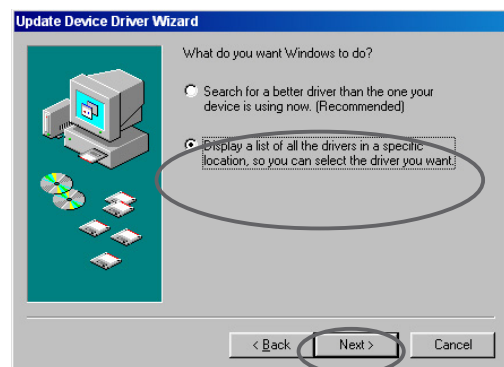 Update Device Driver Wizard
What do you want Windows to do?
Search for a better driver than the one your
device is using now. (Recommended)
Display a list of all the drivers in a specific
location, so you can select the driver you want.
< Back
Next >
Cancel